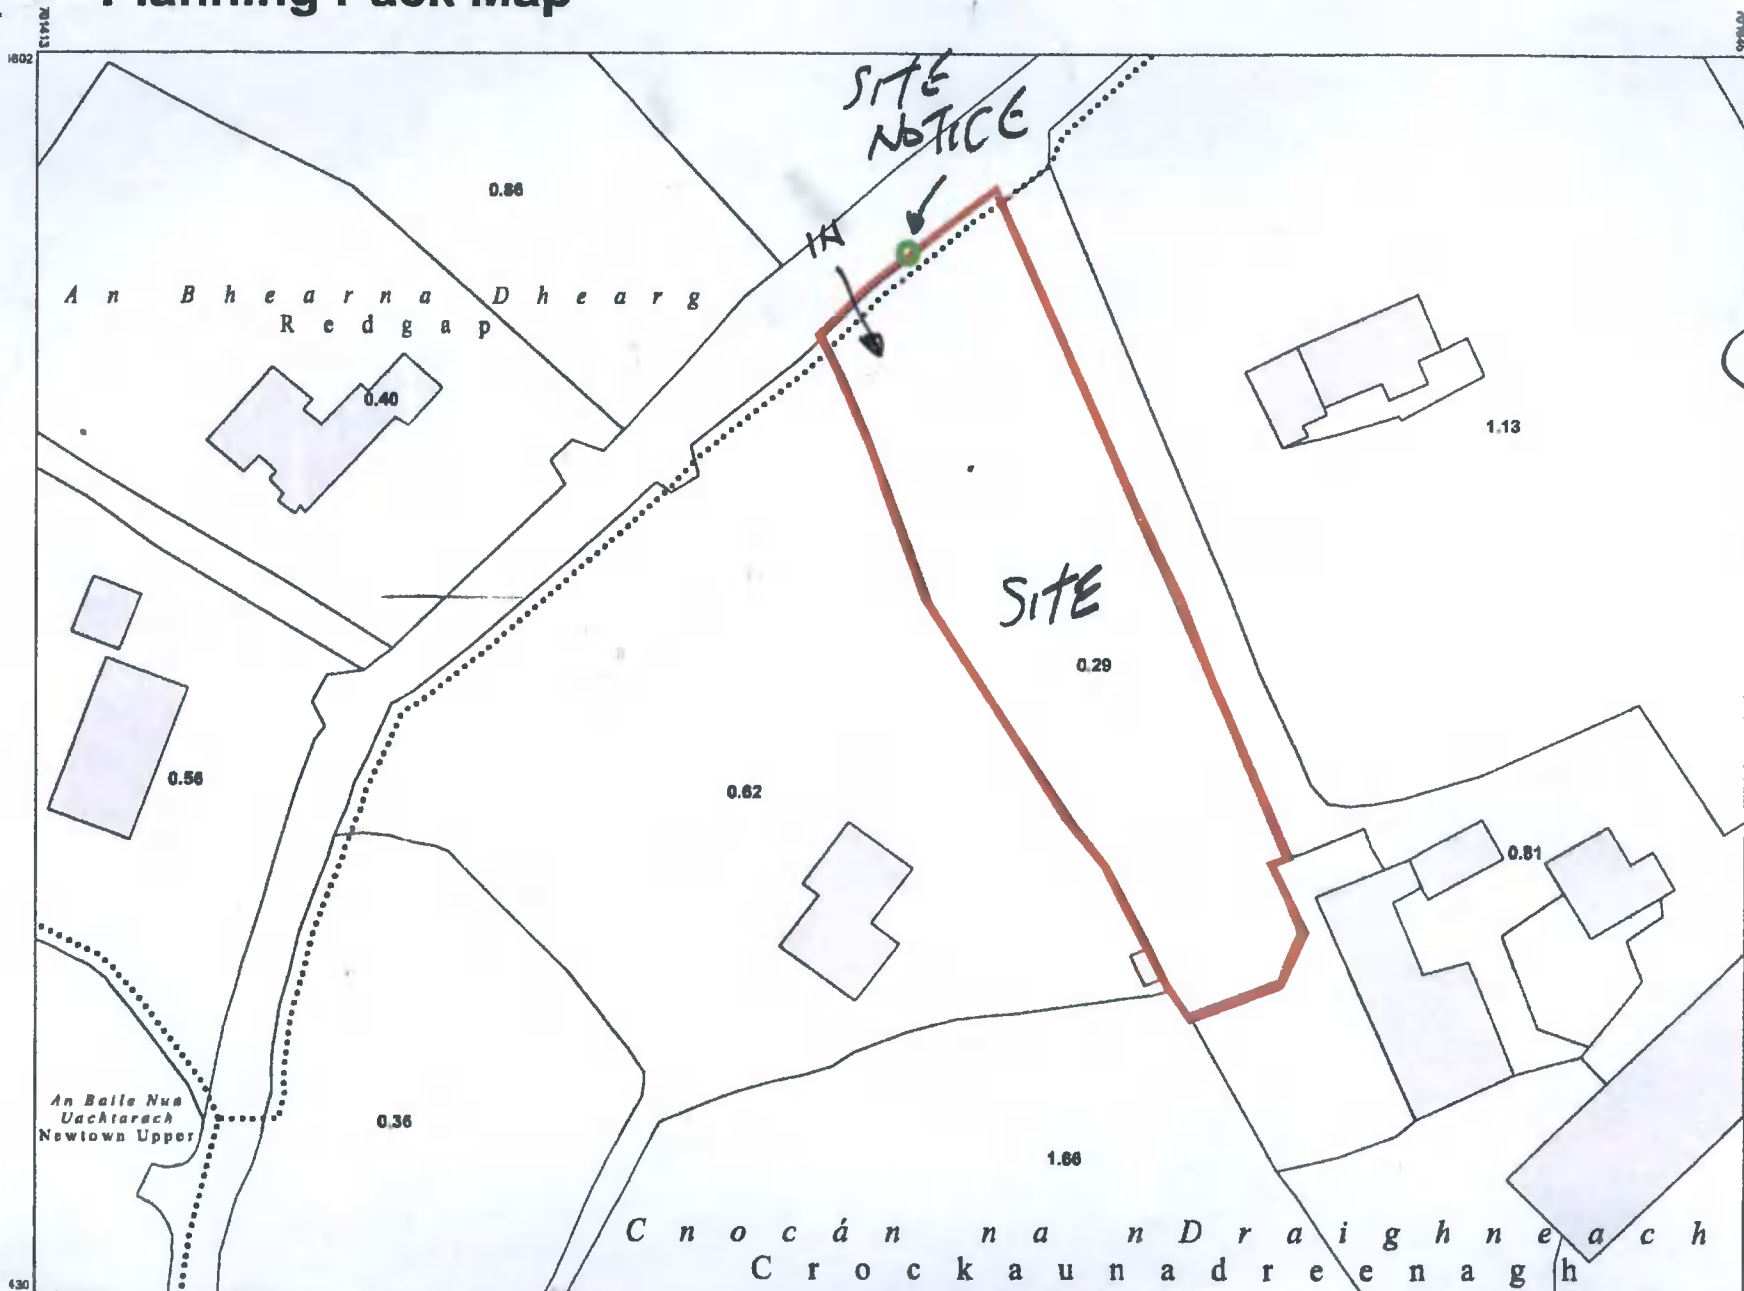 Planning Pack Map
701413
SITE
NOTICE
0.86
IN
An Bhearna Dhearg
Redgap
0.40
1.13
SITE
0.29
0.56
0.62
0.81
An Baile Nua
Uachtarach
Newtown Upper
0.36
1.66
Cnocán na nDraighneach
Crockaunadreenagh